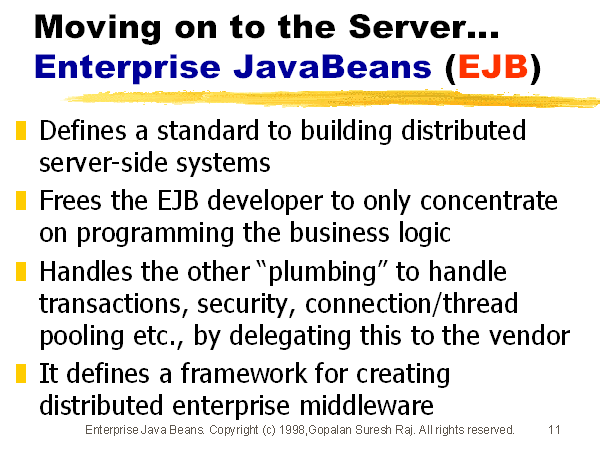 Moving on to the Server...
Enterprise JavaBeans (EJB)
Defines a standard to building distributed
server-side systems
Frees the EJB developer to only concentrate
on programming the business logic
Handles the other “plumbing” to handle
transactions, security, connection/thread
pooling etc., by delegating this to the vendor
It defines a framework for creating
distributed enterprise middleware
Enterprise Java Beans. Copyright (c) 1998,Gopalan Suresh Raj. All rights reserved. 11